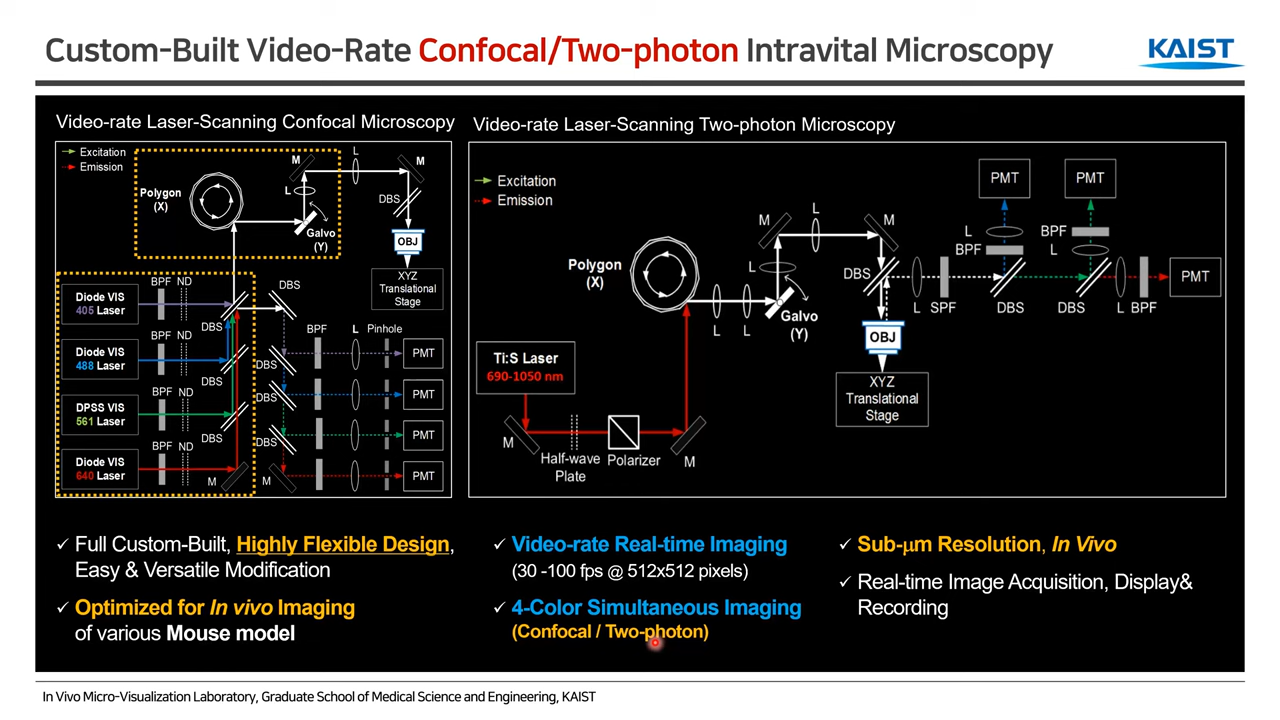 Custom-Built Video-Rate Confocal/Two-photon Intravital Microscopy
KAIST
Video-rate Laser-Scanning Confocal Microscopy
Excitation
Emission
Polygon
(X)
M
L
M
L
Galvo
(Y)
DBS
OBJ
XYZ
Translational
Stage
Diode VIS
405 Laser
BPF
ND
DBS
Diode VIS
488 Laser
BPF
ND
DBS
DPSS VIS
561 Laser
BPF
ND
DBS
Diode VIS
640 Laser
BPF
ND
M
DBS
BPF
L
Pinhole
PMT
DBS
PMT
DBS
PMT
DBS
PMT
M
Video-rate Laser-Scanning Two-photon Microscopy
Excitation
Emission
Polygon
(X)
Ti:S Laser
690-1050 nm
M
Half-wave
Plate
Polarizer
M
L
L
M
L
Galvo
(Y)
L
M
DBS
OBJ
XYZ
Translational
Stage
L
SPF
PMT
L
BPF
DBS
PMT
BPF
L
DBS
L
BPF
PMT
✓ Full Custom-Built, Highly Flexible Design,
Easy & Versatile Modification
✓ Optimized for In vivo Imaging
of various Mouse model
✓ Video-rate Real-time Imaging
(30 -100 fps @ 512x512 pixels)
✓ 4-Color Simultaneous Imaging
(Confocal / Two-photon)
✓ Sub-μm Resolution, In Vivo
✓ Real-time Image Acquisition, Display&
Recording
In Vivo Micro-Visualization Laboratory, Graduate School of Medical Science and Engineering, KAIST